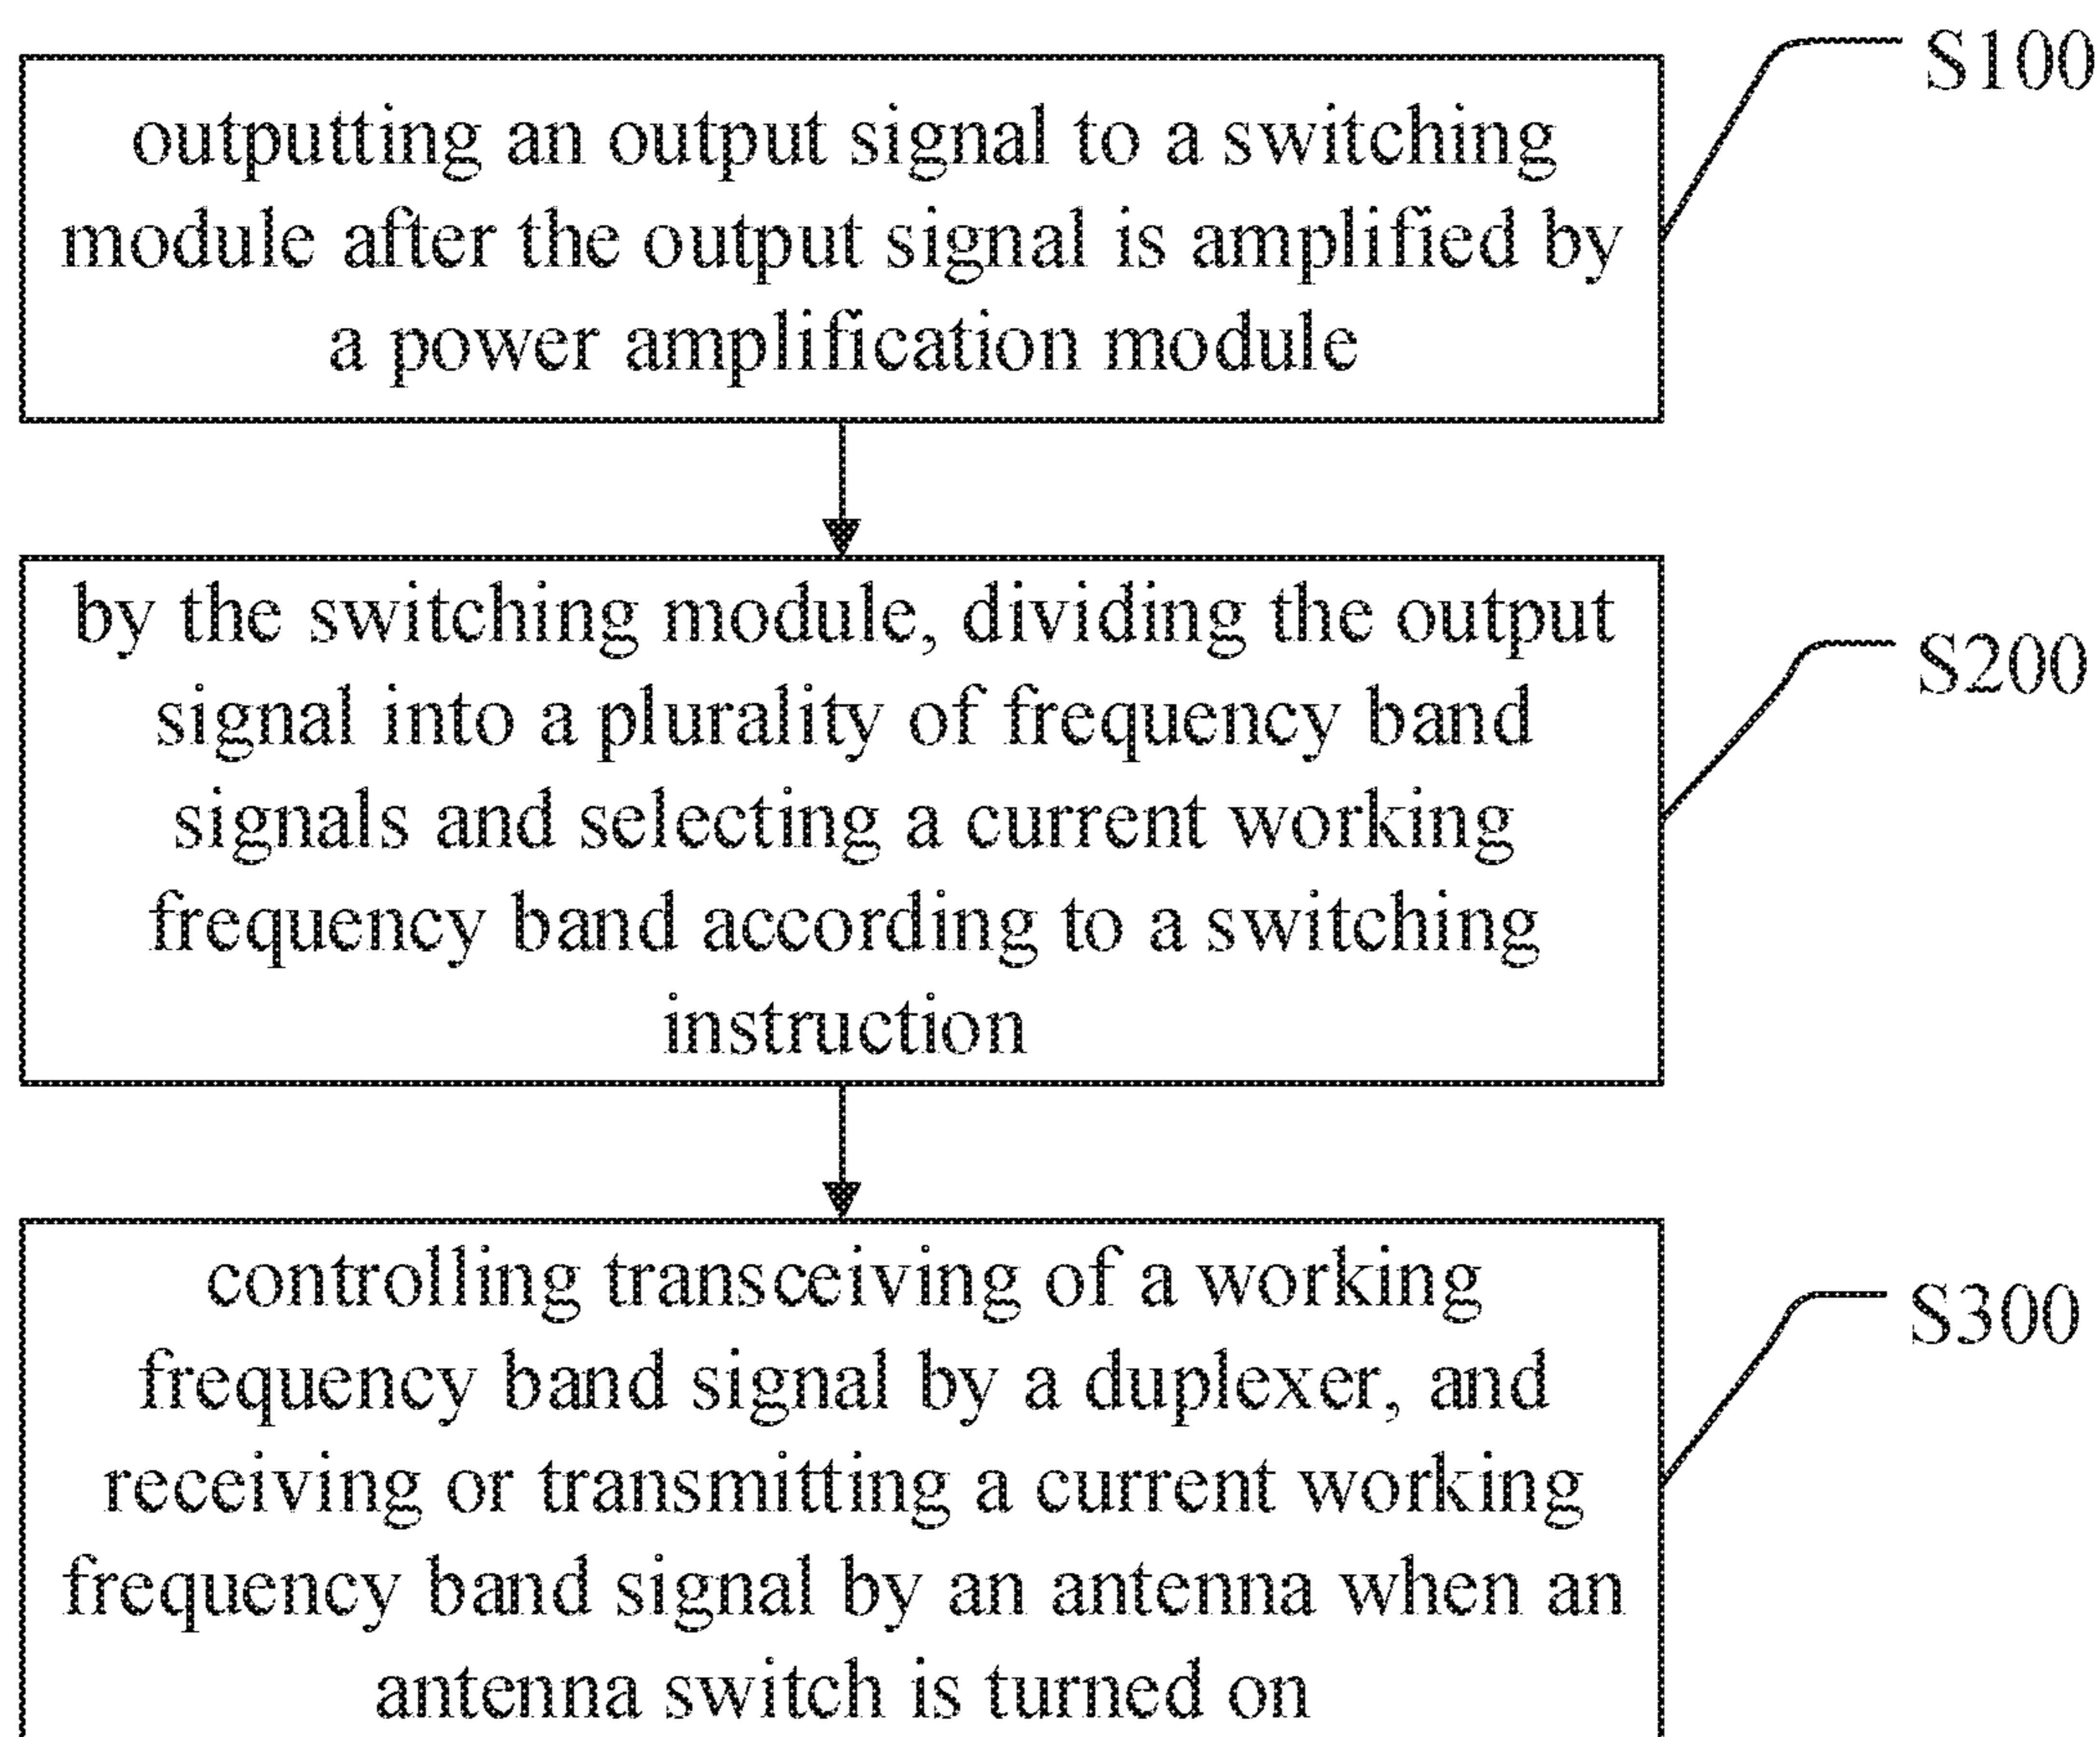 S100
outputting an output signal to a switching
module after the output signal is amplified by
a power amplification module
by the switching module, dividing the output
signal into a plurality of frequency band
signals and selecting a current working
frequency band according to a switching
instruction
S200
controlling transceiving of a working
frequency band signal by a duplexer, and
receiving or transmitting a current working
frequency band signal by an antenna when an
antenna switch is turned on
S300